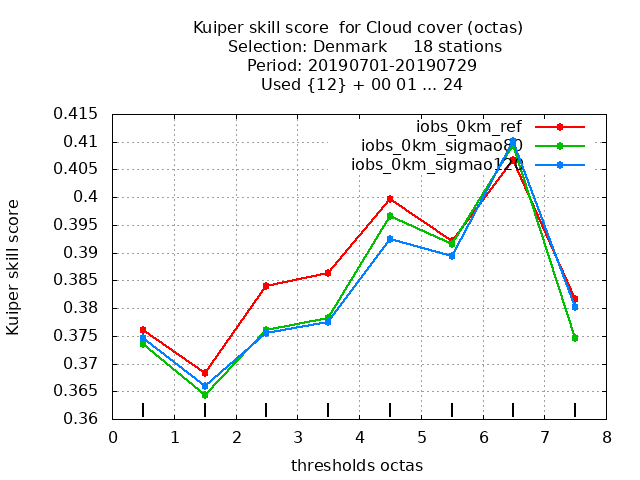 Kuiper skill score  for Cloud cover (octas)
Selection: Denmark     18 stations
Period: 20190701-20190729
Used {12} + 00 01 ... 24
iobs_0km_ref
iobs_0km_sigmao80
iobs_0km_sigmao120
Kuiper skill score
0.415
0.41
0.405
0.4
0.395
0.39
0.385
0.38
0.375
0.37
0.365
0.36
0 1 2 3 4 5 6 7 8
thresholds octas